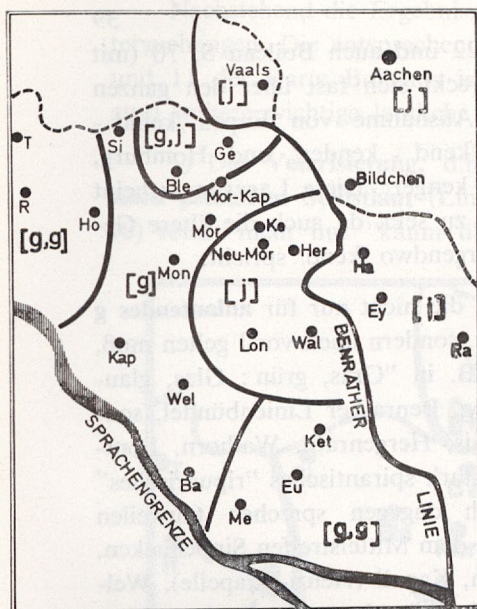 Vaals
[j]
Aachen
[j]
T
Si
[g,j]
Ge
Ble
Mor-Kap
Bildchen
R
Ho
[g,g]
Mor
Ke
Neu-Mor
Her
Ha
Mon
[g]
[j]
Ey
[j]
Ra
Kap
Lon
Wal
BENRATHER
Wel
SPRACHENGRENZE
Ket
Ba
Eu
LINIE
Me
[g,g]